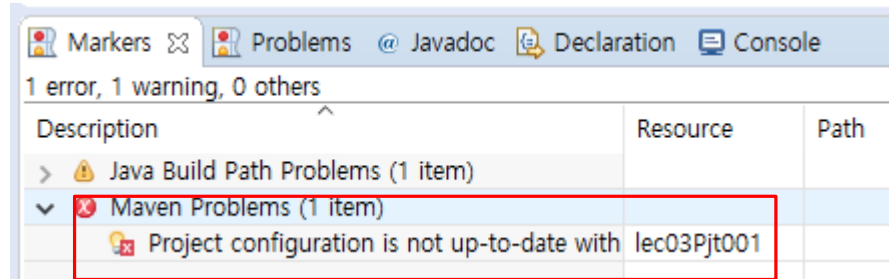 Markers Problems @ Javadoc Declaration Console
1 error, 1 warning, 0 others
Description Resource Path
Java Build Path Problems (1 item)
Maven Problems (1 item)
Project configuration is not up-to-date with lec03Pjt001